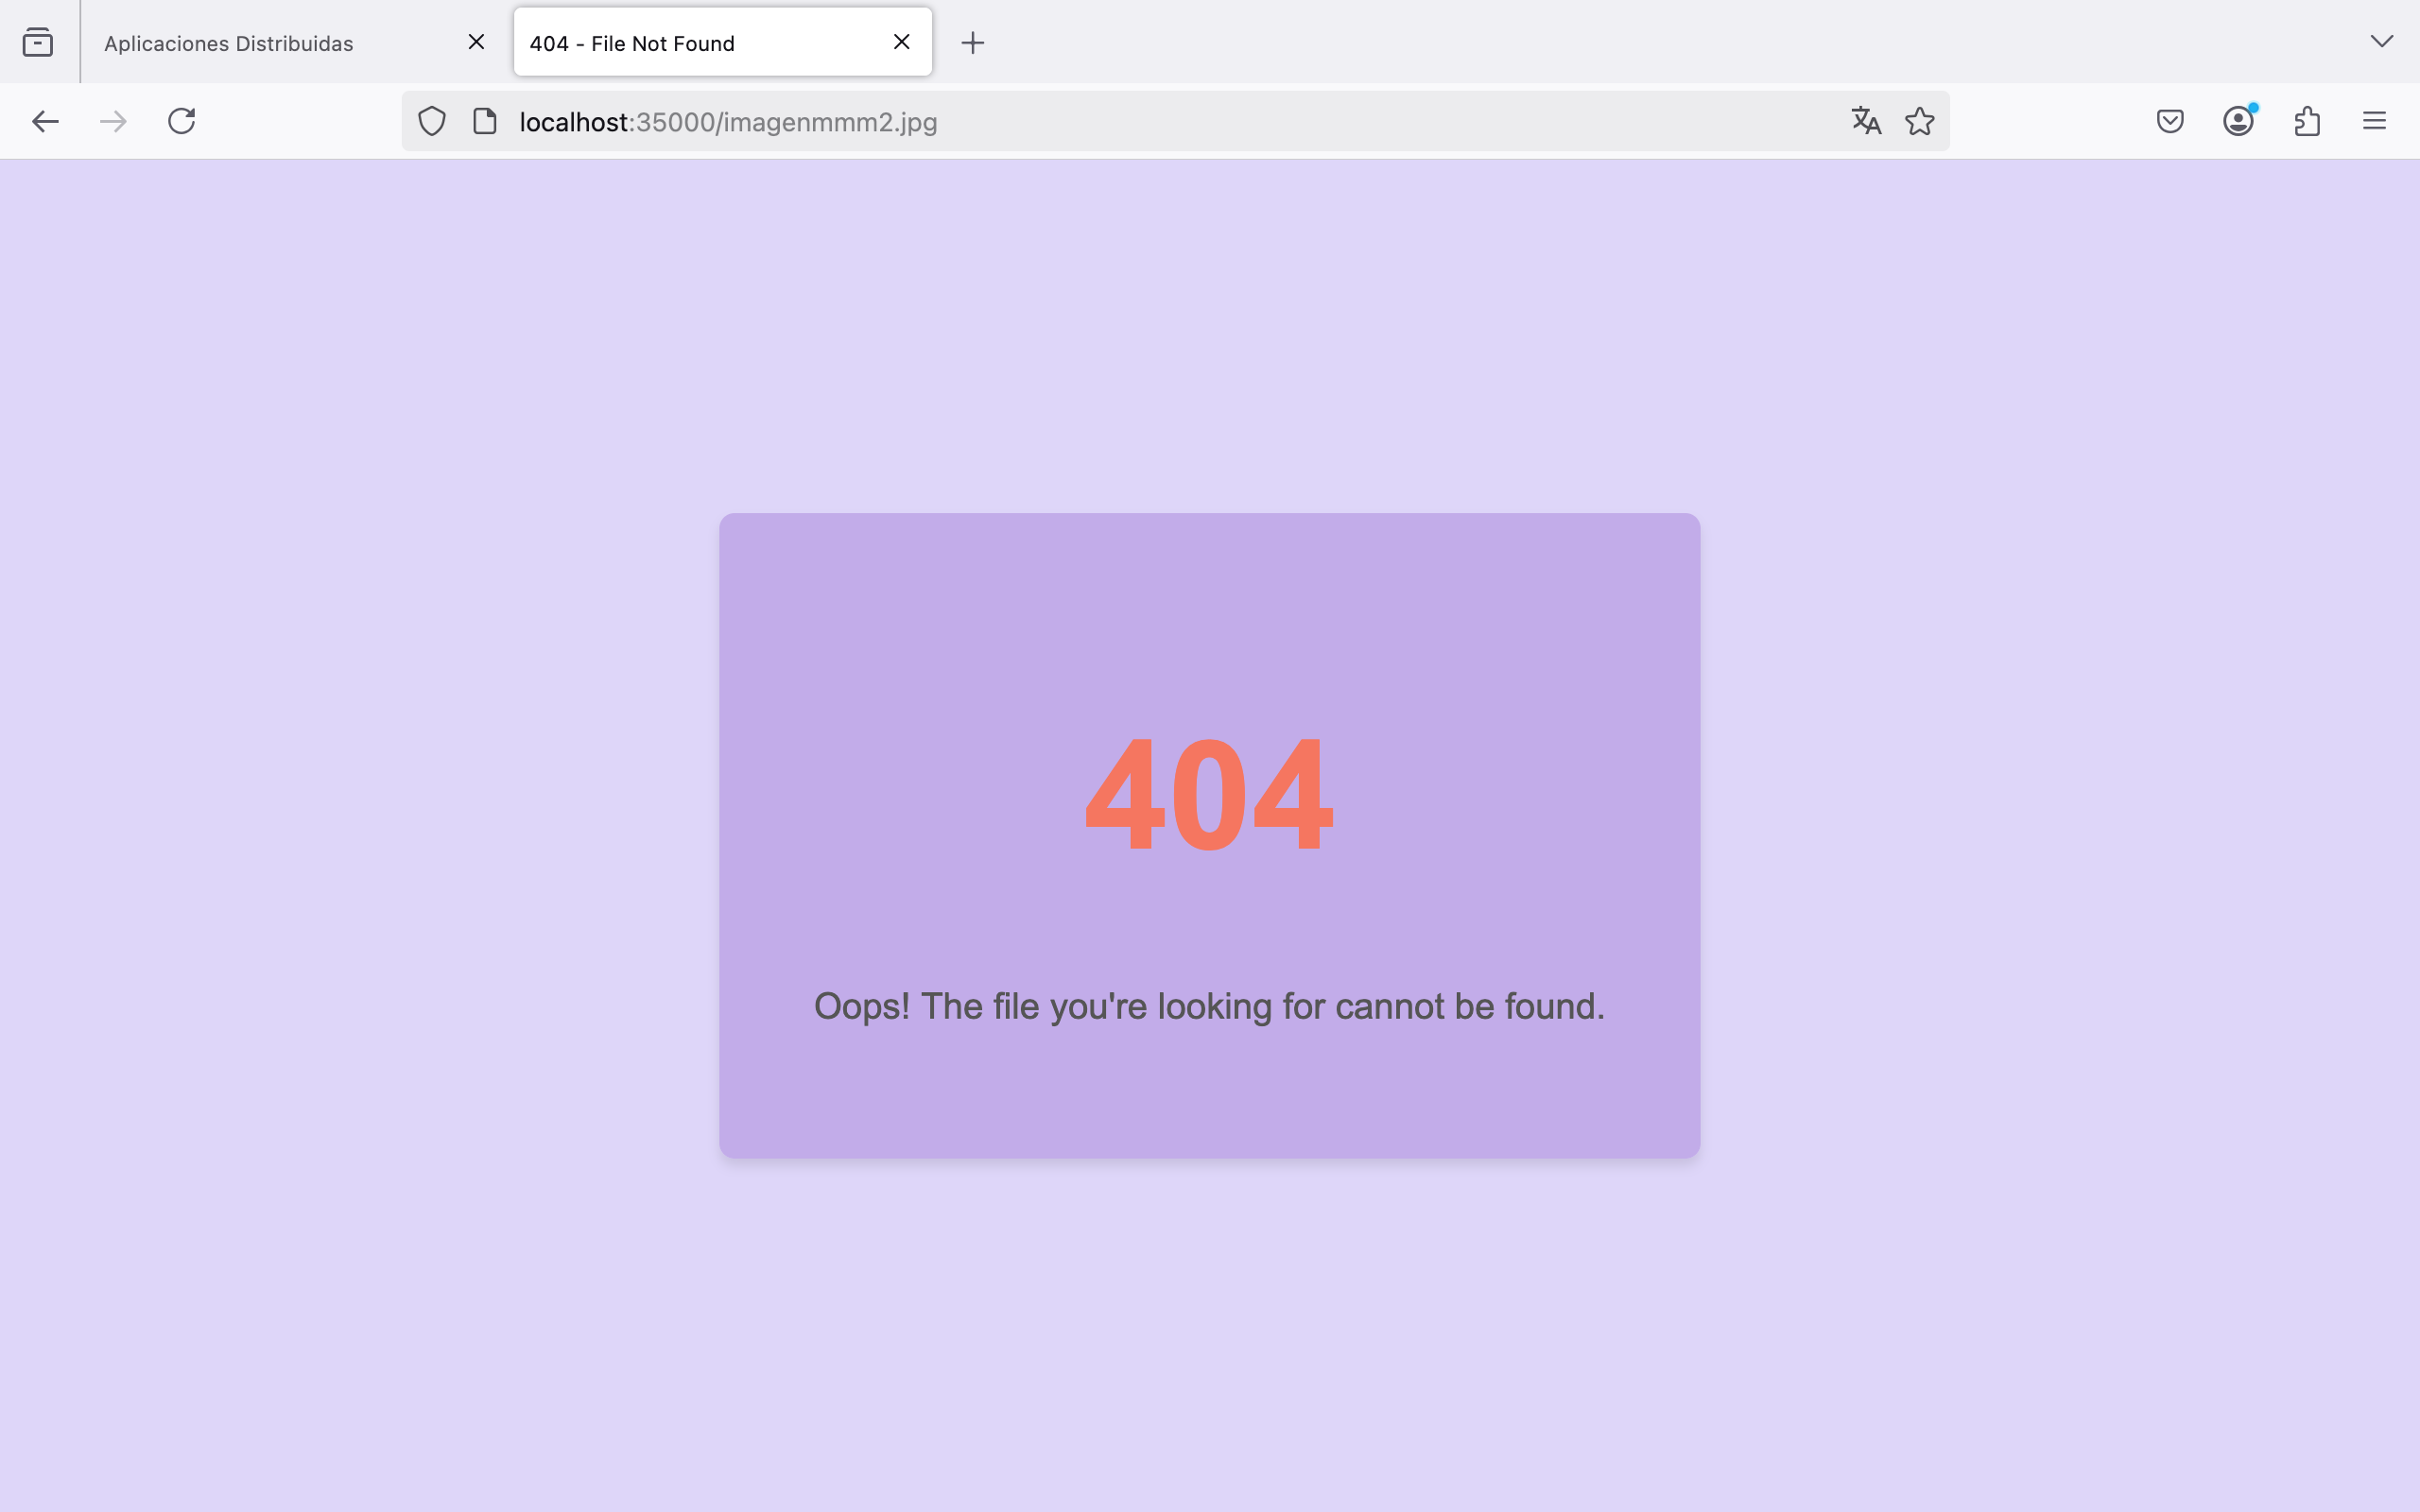 Aplicaciones Distribuidas
404 - File Not Found
localhost:35000/imagenmmm2.jpg
404
Oops! The file you're looking for cannot be found.